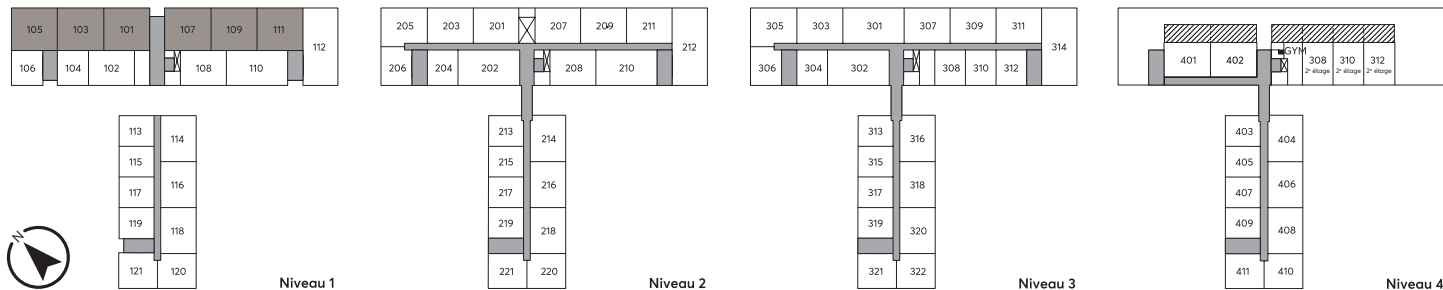 105 103 101 107 109 111 112
106 104 102 108 110
113 114
115 116
117
119 118
121 120
N
Niveau 1
205 203 201 207 209 211 212
206 204 202 208 210
213 214
215 216
217
219 218
221 220
Niveau 2
305 303 301 307 309 311 314
306 304 302 308 310 312
313 316
315 318
317
319 320
321 322
Niveau 3
GYM
401 402 308 310 312
2e étage 2e étage 2e étage
403 404
405 406
407
409 408
411 410
Niveau 4